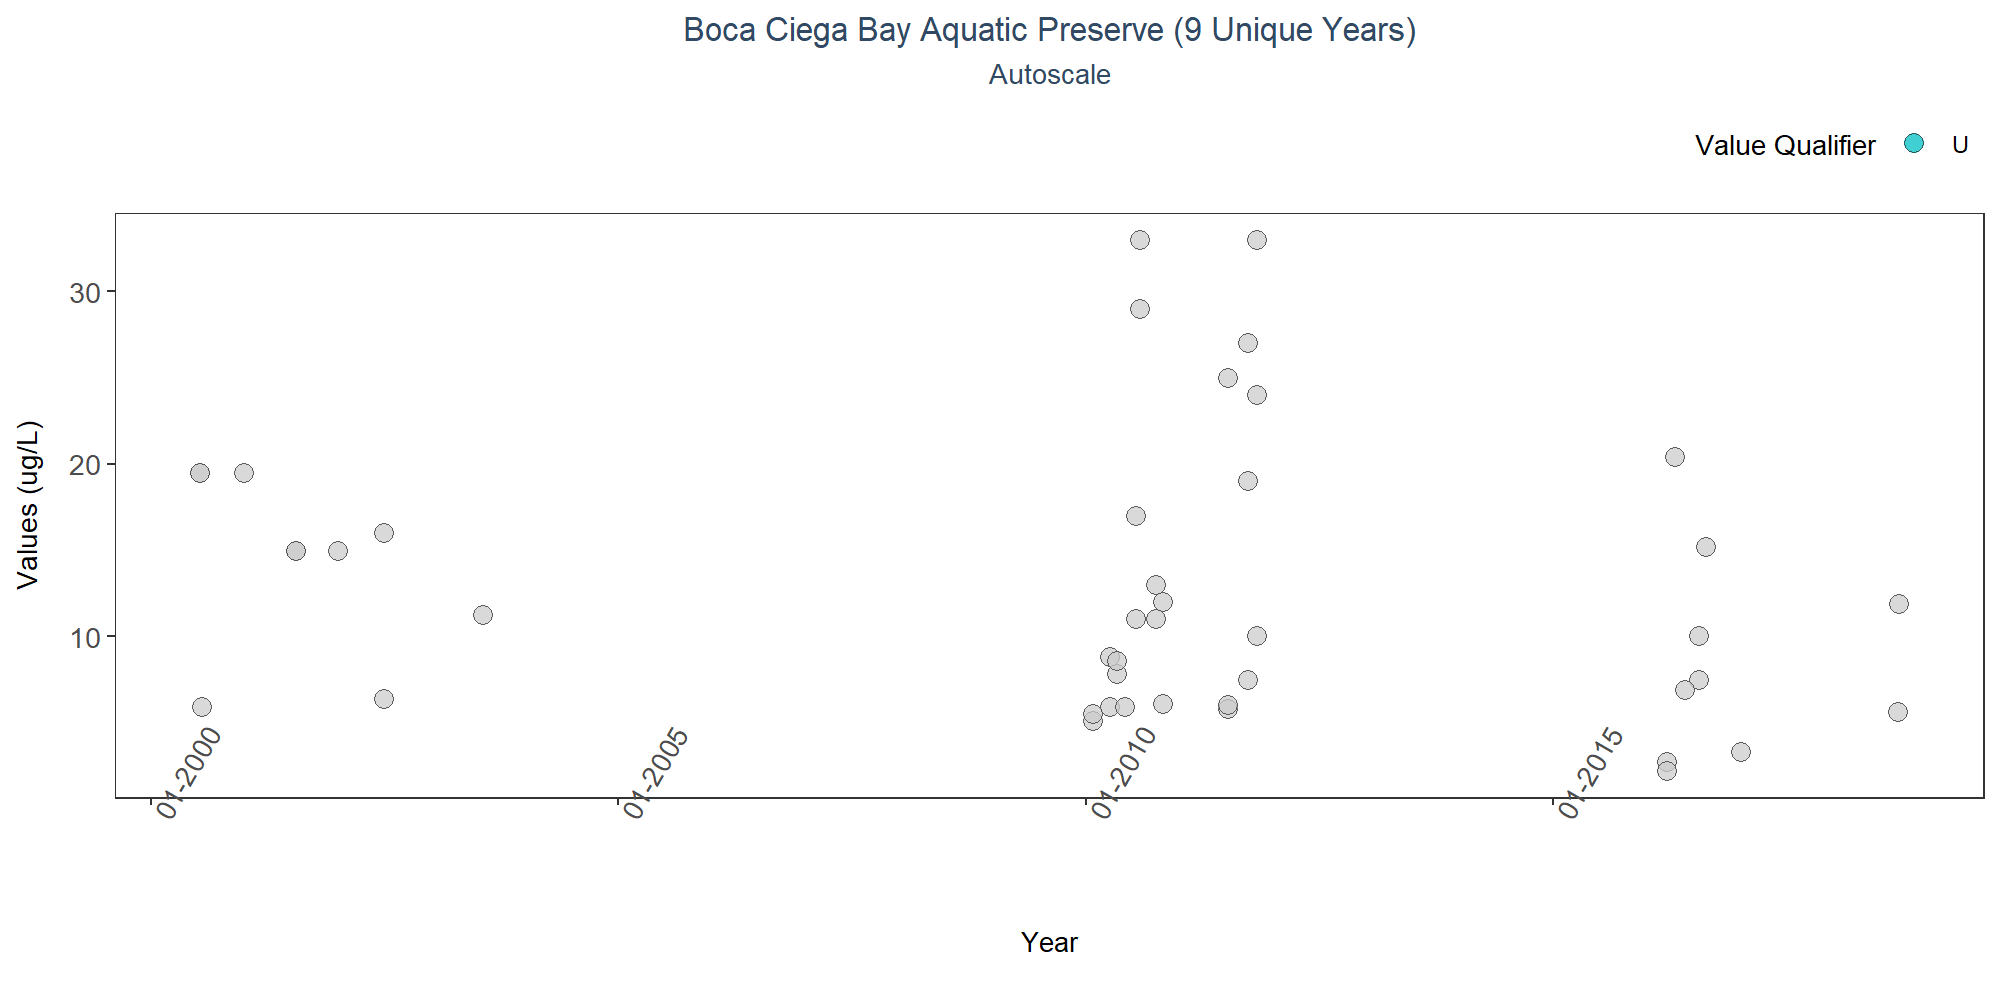 Boca Ciega Bay Aquatic Preserve (9 Unique Years)
Autoscale
Value Qualifier U
Values (ug/L)
30
20
10
01-2000
01-2005
01-2010
01-2015
Year